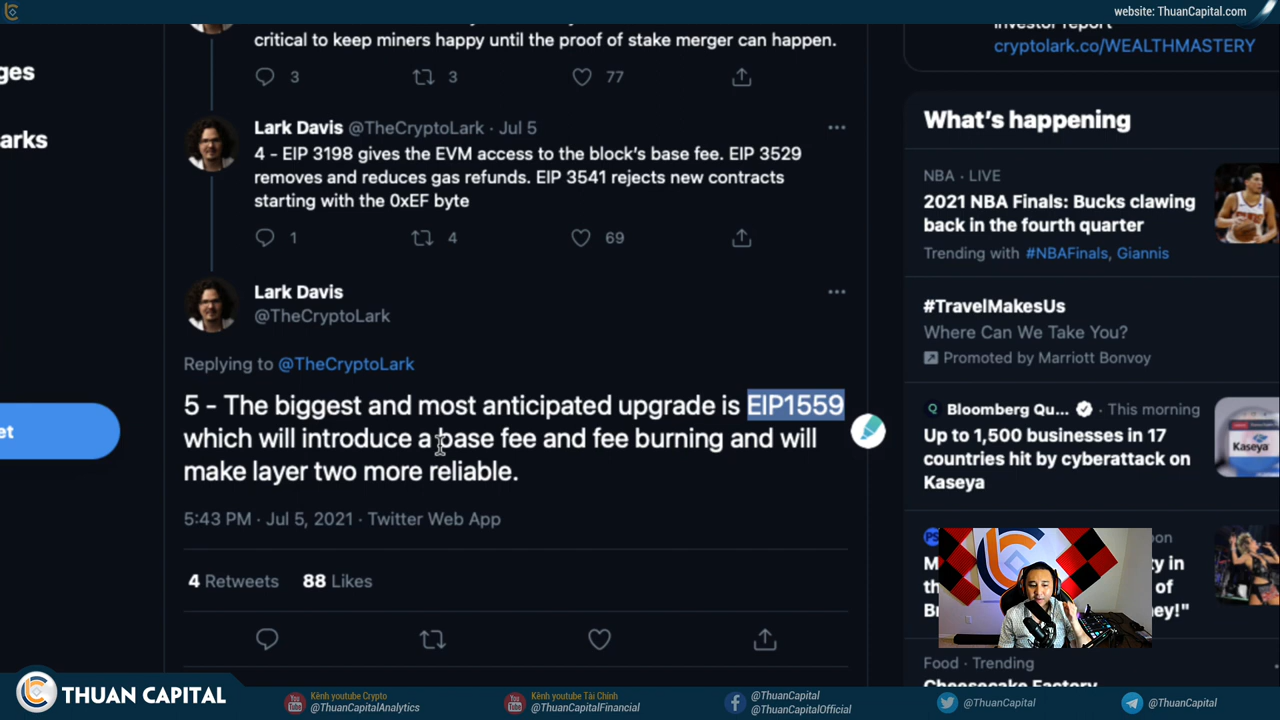 website: ThuanCapital.com
critical to keep miners happy until the proof of stake merger can happen.
3
3
77
Lark Davis @TheCryptoLark · Jul 5
4 - EIP 3198 gives the EVM access to the block's base fee. EIP 3529
removes and reduces gas refunds. EIP 3541 rejects new contracts
starting with the 0xEF byte
1
4
69
Lark Davis
@TheCryptoLark
Replying to @TheCryptoLark
5 - The biggest and most anticipated upgrade is EIP1559
which will introduce a base fee and fee burning and will
make layer two more reliable.
5:43 PM · Jul 5, 2021 · Twitter Web App
4 Retweets 88 Likes
ges
arks
et
investor report
cryptolark.co/WEALTHMASTERY
What's happening
NBA · LIVE
2021 NBA Finals: Bucks clawing
back in the fourth quarter
Trending with #NBAFinals, Giannis
#TravelMakesUs
Where Can We Take You?
Promoted by Marriott Bonvoy
Bloomberg Qu... · This morning
Up to 1,500 businesses in 17
countries hit by cyberattack on
Kaseya
Kaseya
Food · Trending
Cheesecake Factory
THUAN CAPITAL
Kênh youtube Crypto
@ThuanCapitalAnalytics
Kênh youtube Tài Chính
@ThuanCapitalFinancial
@ThuanCapital
@ThuanCapitalOfficial
@ThuanCapital
@ThuanCapital